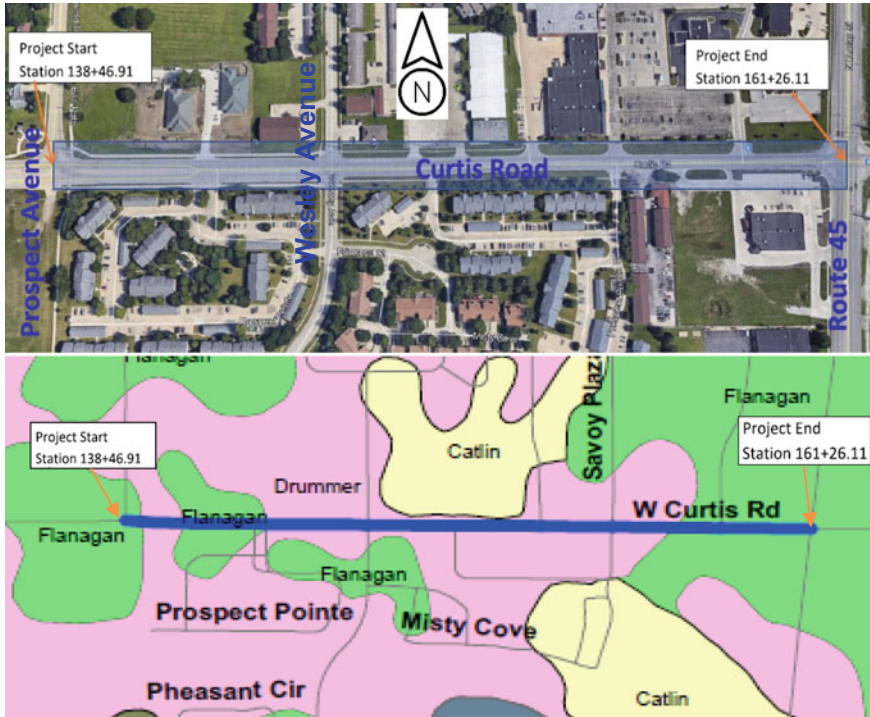 Project Start
Station 138+46.91
Prospect Avenue
Wesley Avenue
N
Curtis Road
Curtis Rd
Project End
Station 161+26.11
Route 45
Flanagan
Project Start
Station 138+46.91
Flanagan
Flanagan
Drummer
Catlin
Savoy Plaza
Flanagan
Project End
Station 161+26.11
W Curtis Rd
Flanagan
Prospect Pointe
Misty Cove
Pheasant Cir
Catlin